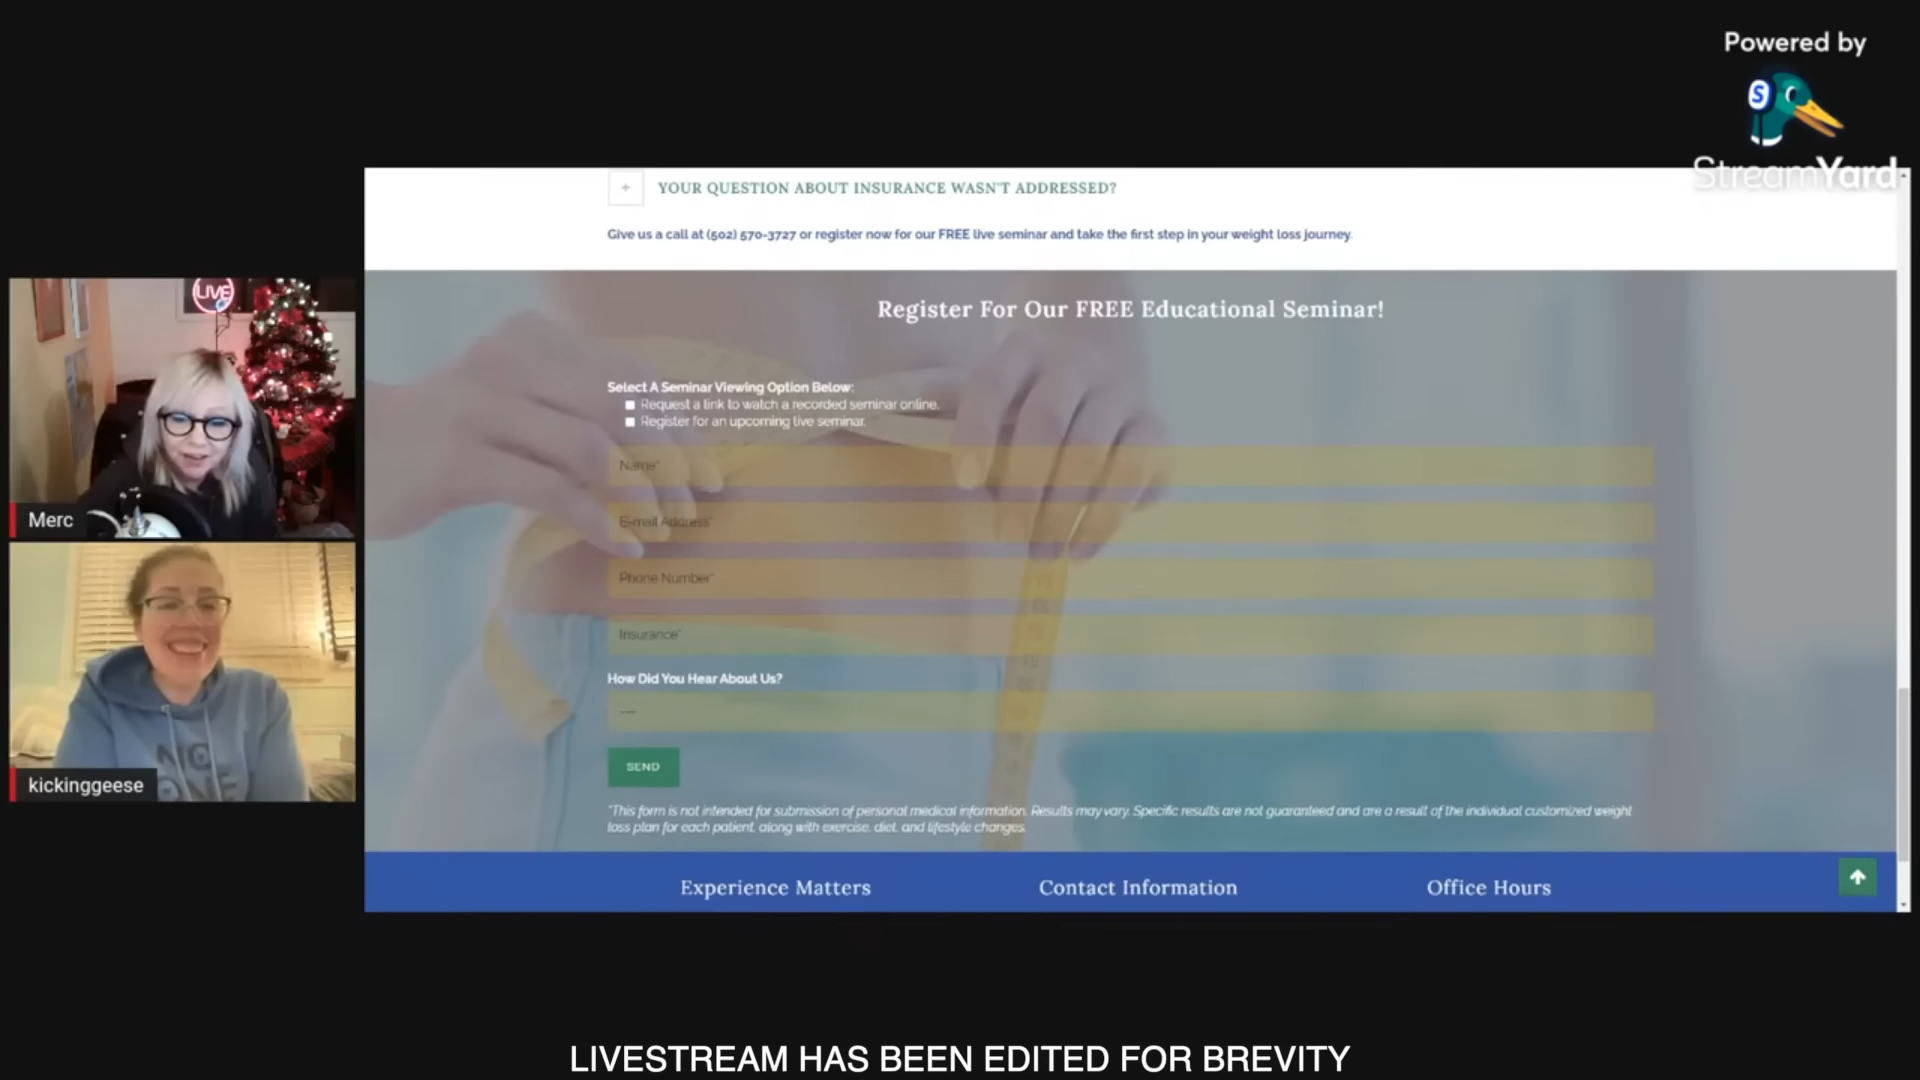 Powered by
StreamYard
S
+ YOUR QUESTION ABOUT INSURANCE WASN'T ADDRESSED?
Give us a call at (502) 570-3727 or register now for our FREE live seminar and take the first step in your weight loss journey.
LIVE
Merc
kickinggeese
NO
ONE
Register For Our FREE Educational Seminar!
Select A Seminar Viewing Option Below:
Request a link to watch a recorded seminar online.
Register for an upcoming live seminar.
Name*
E-mail Address*
Phone Number*
Insurance*
How Did You Hear About Us?
---
SEND
*This form is not intended for submission of personal medical information. Results may vary. Specific results are not guaranteed and are a result of the individual customized weight
loss plan for each patient, along with exercise, diet, and lifestyle changes.
Experience Matters
Contact Information
Office Hours
LIVESTREAM HAS BEEN EDITED FOR BREVITY